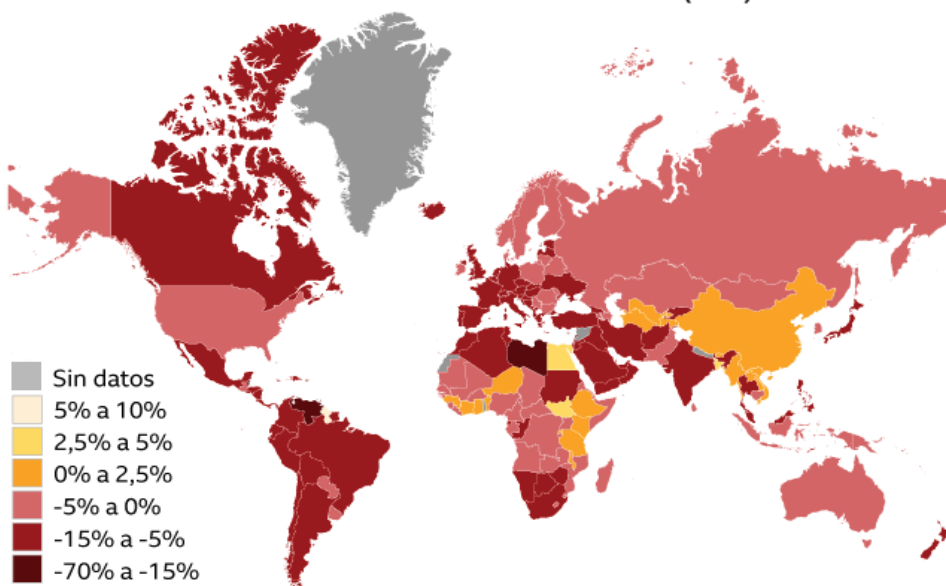 Sin datos
5% a 10%
2,5% a 5%
0% a 2,5%
-5% a 0%
-15% a -5%
-70% a -15%